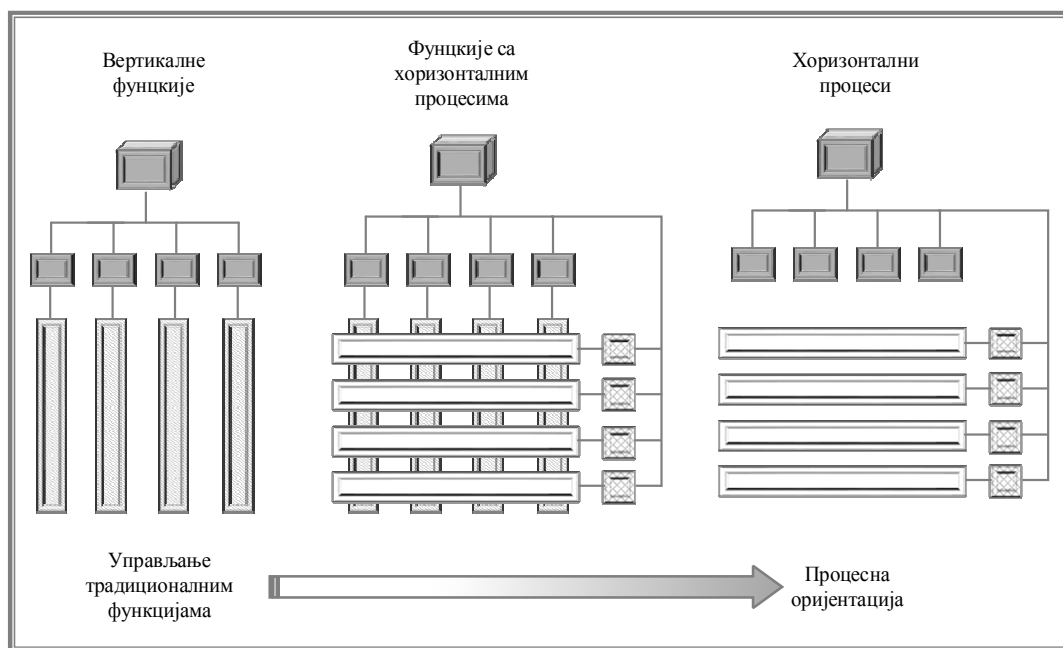 Вертикалне
фунцкије
Фунцкије са
хоризонталним
процесима
Хоризонтални
процеси
Управљање
традиционалним
функцијама
Процесна
оријентација